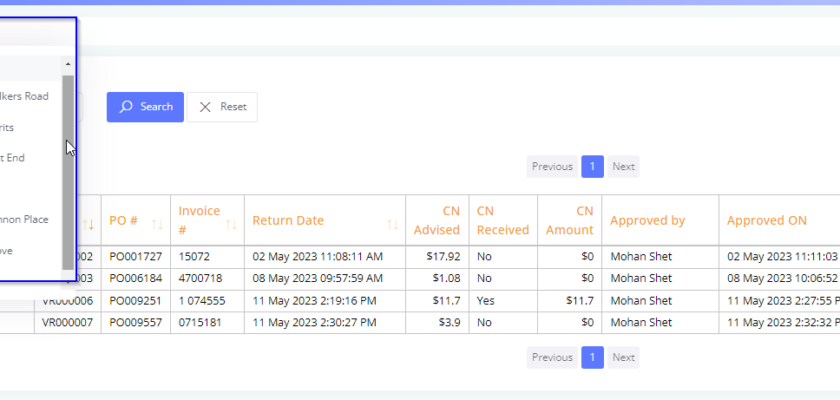 lkers Road
Search
Reset
rits
t End
Previous 1 Next
nnon Place
PO #
Invoice #
Return Date
CN Advised
CN Received
CN Amount
Approved by
Approved ON
ove
002 PO001727 15072 02 May 2023 11:08:11 AM $17.92 No $0 Mohan Shet 02 May 2023 11:11:03
003 PO006184 4700718 08 May 2023 09:57:59 AM $1.08 No $0 Mohan Shet 08 May 2023 10:06:52
VR000006 PO009251 1 074555 11 May 2023 2:19:16 PM $11.7 Yes $11.7 Mohan Shet 11 May 2023 2:27:55 P
VR000007 PO009557 0715181 11 May 2023 2:30:27 PM $3.9 No $0 Mohan Shet 11 May 2023 2:32:32 P
Previous 1 Next